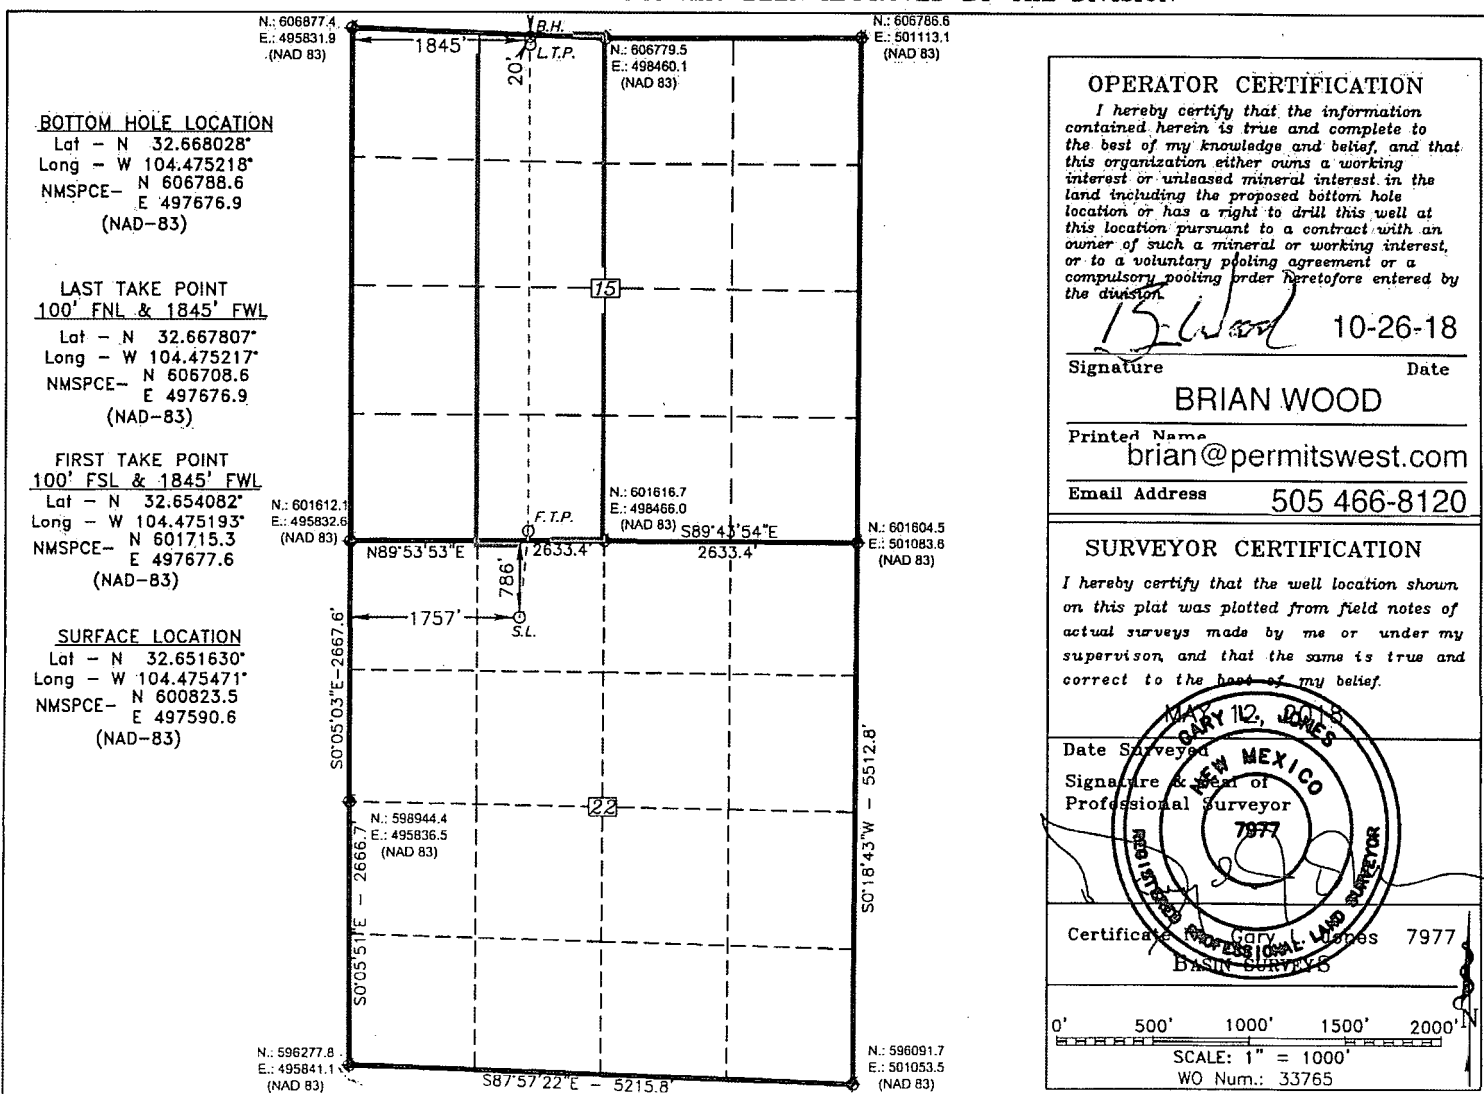 N.: 606877.4
E.: 495831.9
(NAD 83)
1845'
20'
B.H.
L.T.P.
N.: 606779.5
E.: 498460.1
(NAD 83)
N.: 606786.6
E.: 501113.1
(NAD 83)
BOTTOM HOLE LOCATION
Lat - N 32.668028°
Long - W 104.475218°
NMSPCE- N 606788.6
E 497676.9
(NAD-83)
LAST TAKE POINT
100' FNL & 1845' FWL
Lat - N 32.667807°
Long - W 104.475217°
NMSPCE- N 606708.6
E 497676.9
(NAD-83)
FIRST TAKE POINT
100' FSL & 1845' FWL
Lat - N 32.654082°
Long - W 104.475193°
NMSPCE- N 601715.3
E 497677.6
(NAD-83)
SURFACE LOCATION
Lat - N 32.651630°
Long - W 104.475471°
NMSPCE- N 600823.5
E 497590.6
(NAD-83)
15
N.: 601612.1
E.: 495832.6
(NAD 83)
F.T.P.
N.: 601616.7
E.: 498466.0
(NAD 83)
N.: 601604.5
E.: 501083.6
(NAD 83)
N89°53'53"E
2633.4'
S89°43'54"E
2633.4'
786'
1757'
S.L.
S0°05'03"E-2667.6'
S0°18'43"W - 5512.8'
22
N.: 598944.4
E.: 495836.5
(NAD 83)
S0°05'51"E - 2666.7'
N.: 596277.8
E.: 495841.1
(NAD 83)
S87°57'22"E - 5215.8'
N.: 596091.7
E.: 501053.5
(NAD 83)
OPERATOR CERTIFICATION
I hereby certify that the information
contained herein is true and complete to
the best of my knowledge and belief, and that
this organization either owns a working
interest or unleased mineral interest in the
land including the proposed bottom hole
location or has a right to drill this well at
this location pursuant to a contract with an
owner of such a mineral or working interest,
or to a voluntary pooling agreement or a
compulsory pooling order heretofore entered by
the division.
B Wood 10-26-18
Signature Date
BRIAN WOOD
Printed Name
brian@permitswest.com
Email Address 505 466-8120
SURVEYOR CERTIFICATION
I hereby certify that the well location shown
on this plat was plotted from field notes of
actual surveys made by me or under my
supervison, and that the same is true and
correct to the best of my belief.
MAY 12, 2018
Date Surveyed
Signature & Seal of
Professional Surveyor
GARY L. JONES
NEW MEXICO
7977
REGISTERED PROFESSIONAL LAND SURVEYOR
Certificate No. Gary L. Jones 7977
BASIN SURVEYS
0' 500' 1000' 1500' 2000'
N
SCALE: 1" = 1000'
WO Num.: 33765